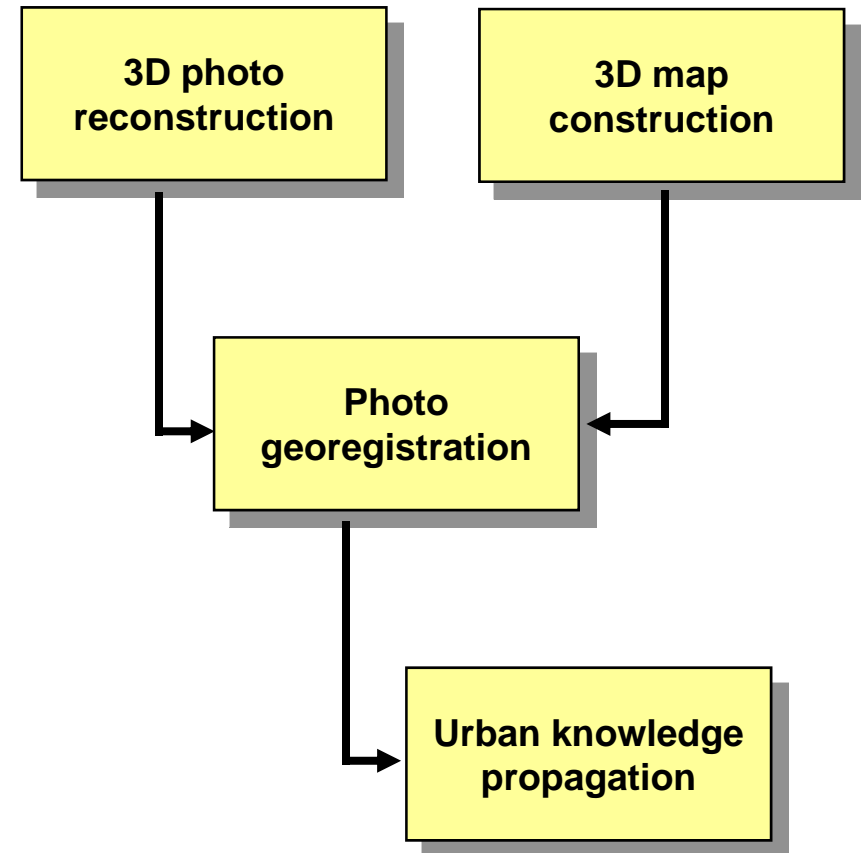 3D photo
reconstruction
3D map
construction
Photo
georegistration
Urban knowledge
propagation